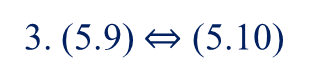 3. (5.9) ⇔ (5.10)